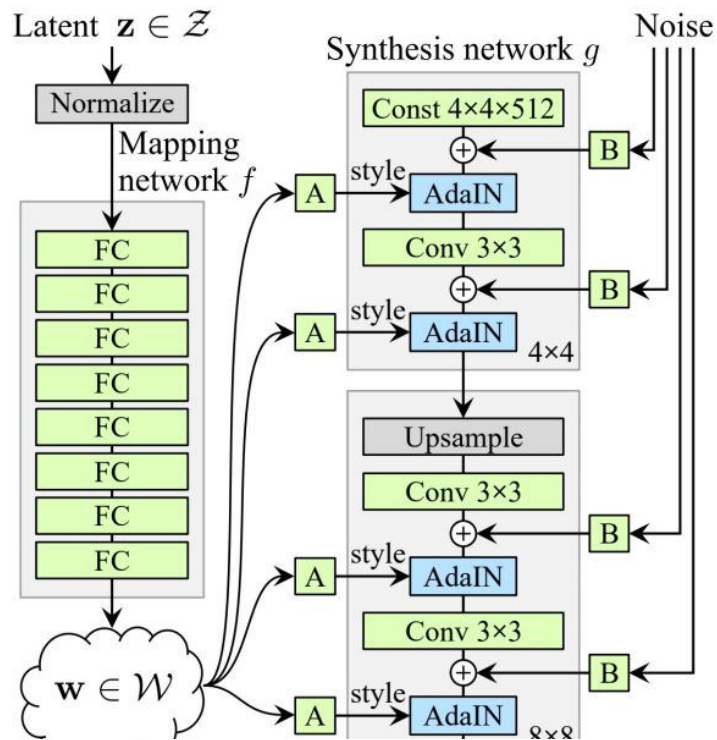 Latent z ∈ 𝒵
Normalize
Mapping
network f
FC
FC
FC
FC
FC
FC
FC
FC
w ∈ 𝒲
Synthesis network g
Noise
Const 4×4×512
B
A
style
AdaIN
Conv 3×3
B
A
style
AdaIN
4×4
Upsample
Conv 3×3
B
A
style
AdaIN
Conv 3×3
B
A
style
AdaIN
8×8